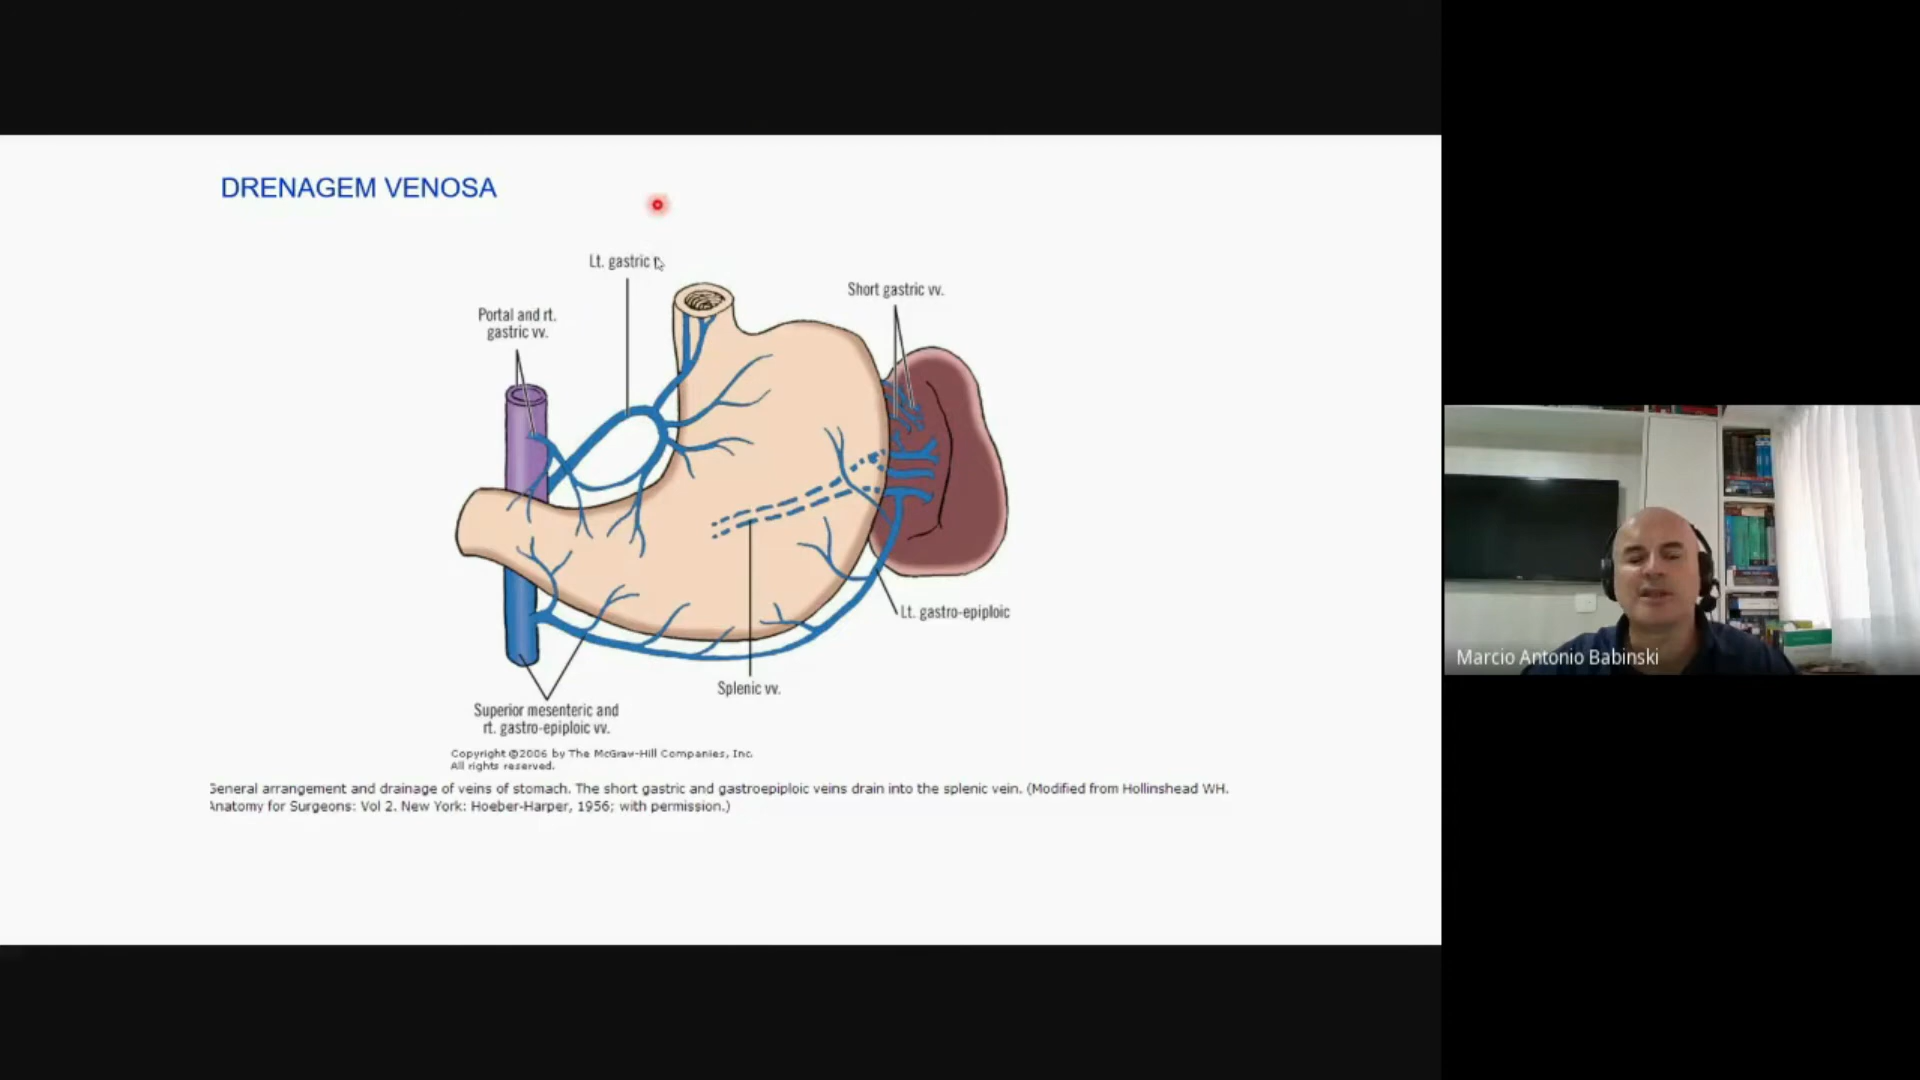 DRENAGEM VENOSA
Lt. gastric
Short gastric vv.
Portal and rt.
gastric vv.
Lt. gastro-epiploic
Splenic vv.
Superior mesenteric and
rt. gastro-epiploic vv.
Copyright ©2006 by The McGraw-Hill Companies, Inc.
All rights reserved.
General arrangement and drainage of veins of stomach. The short gastric and gastroepiploic veins drain into the splenic vein. (Modified from Hollinshead WH.
Anatomy for Surgeons: Vol 2. New York: Hoeber-Harper, 1956; with permission.)
Marcio Antonio Babinski